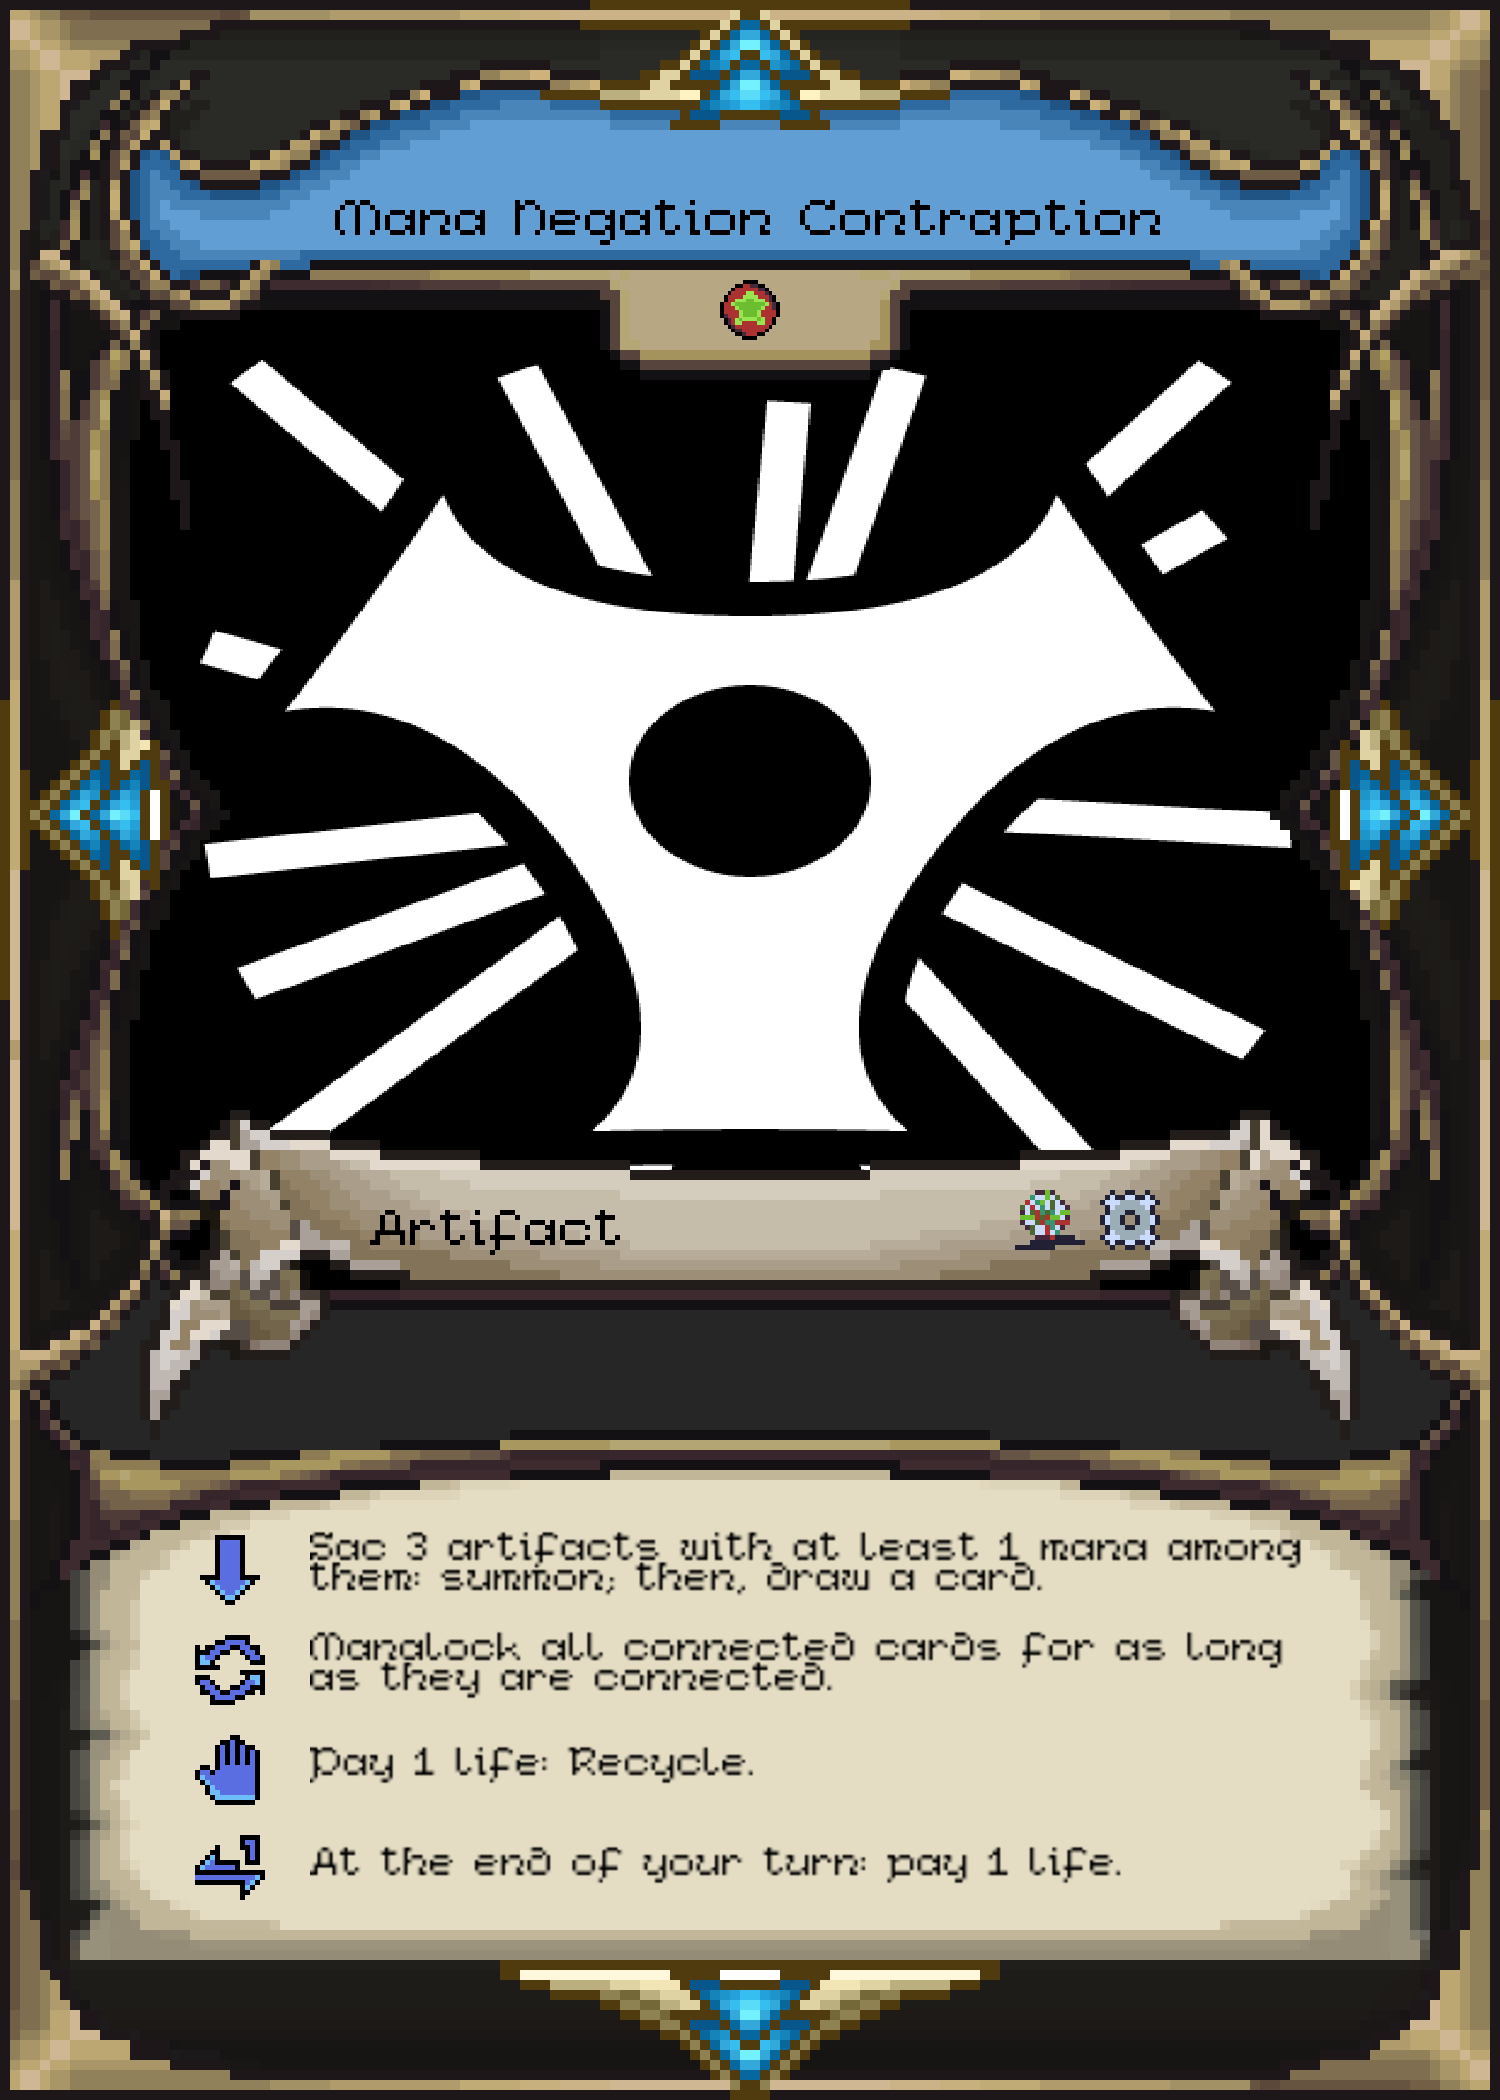 Mana Negation Contraption
Artifact
Sac 3 artifacts with at least 1 mana among
them: summon; then, draw a card.
Manalock all connected cards for as long
as they are connected.
Pay 1 life: Recycle.
At the end of your turn: pay 1 life.